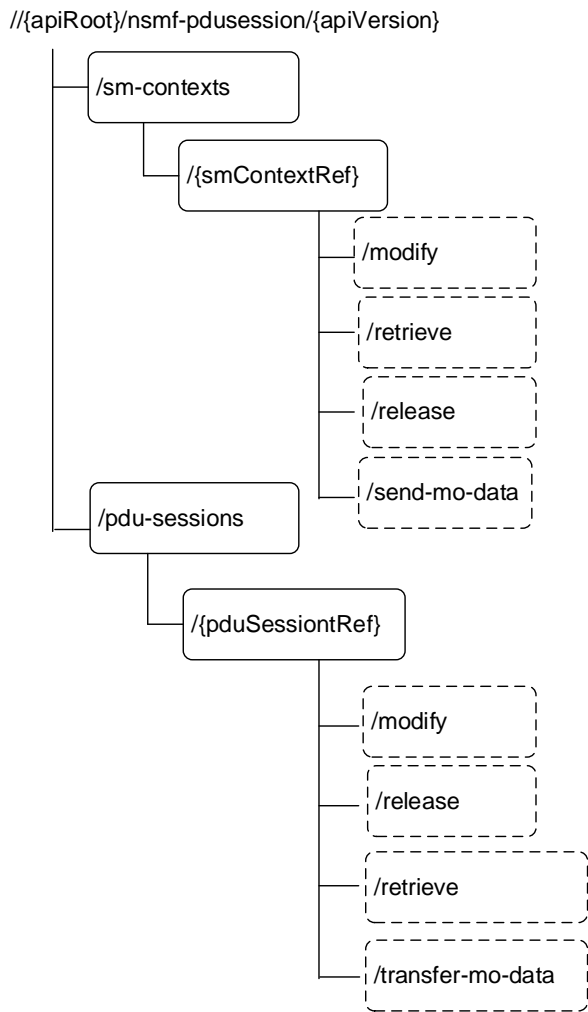 //{apiRoot}/nsmf-pdusession/{apiVersion}
/sm-contexts
/{smContextRef}
/modify
/retrieve
/release
/send-mo-data
/pdu-sessions
/{pduSessiontRef}
/modify
/release
/retrieve
/transfer-mo-data